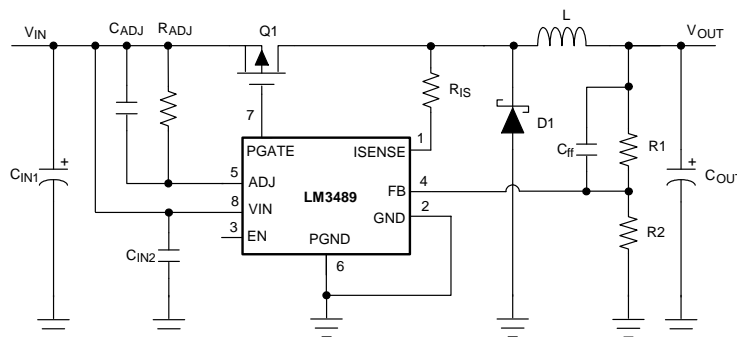 VIN CADJ RADJ Q1 L VOUT
RIS
7 1 D1 Cff R1
PGATE ISENSE
CIN1 + 5 ADJ FB 4 COUT +
LM3489
8 VIN GND 2
3 EN PGND R2
CIN2
6